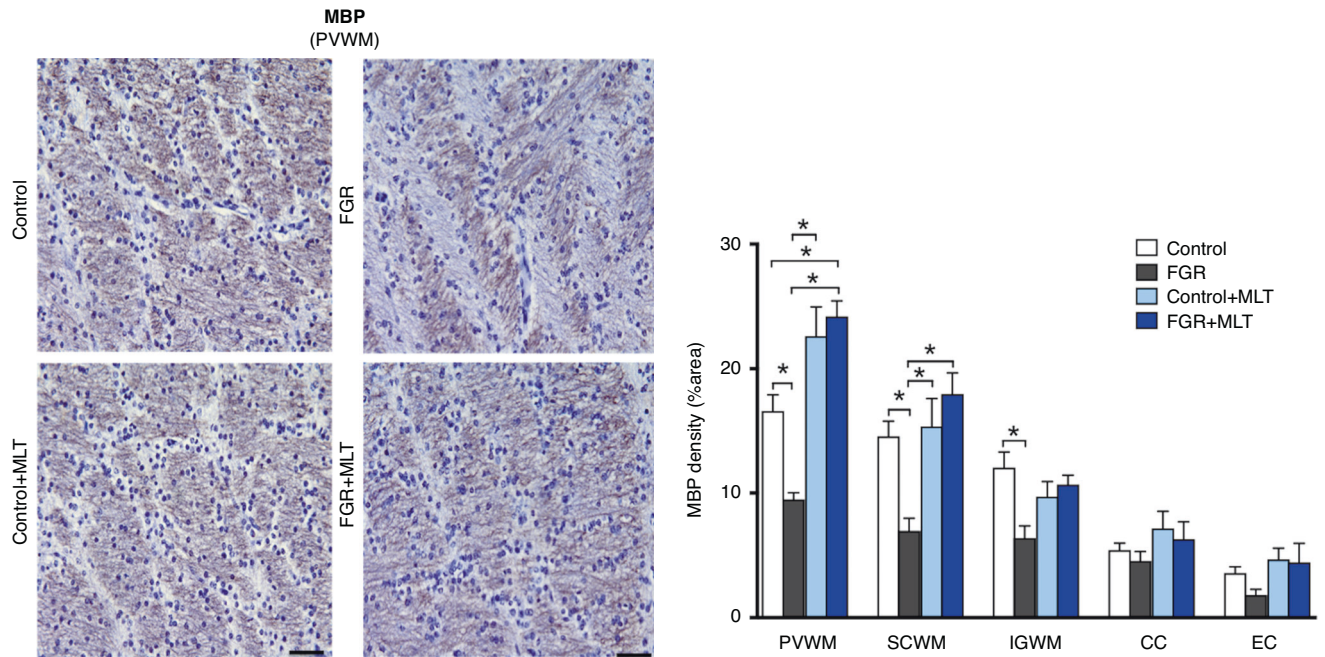 MBP
(PVWM)
Control
FGR
Control+MLT
FGR+MLT
MBP density (%area)
30
20
10
0
* * * * * * * *
Control
FGR
Control+MLT
FGR+MLT
PVWM SCWM IGWM CC EC